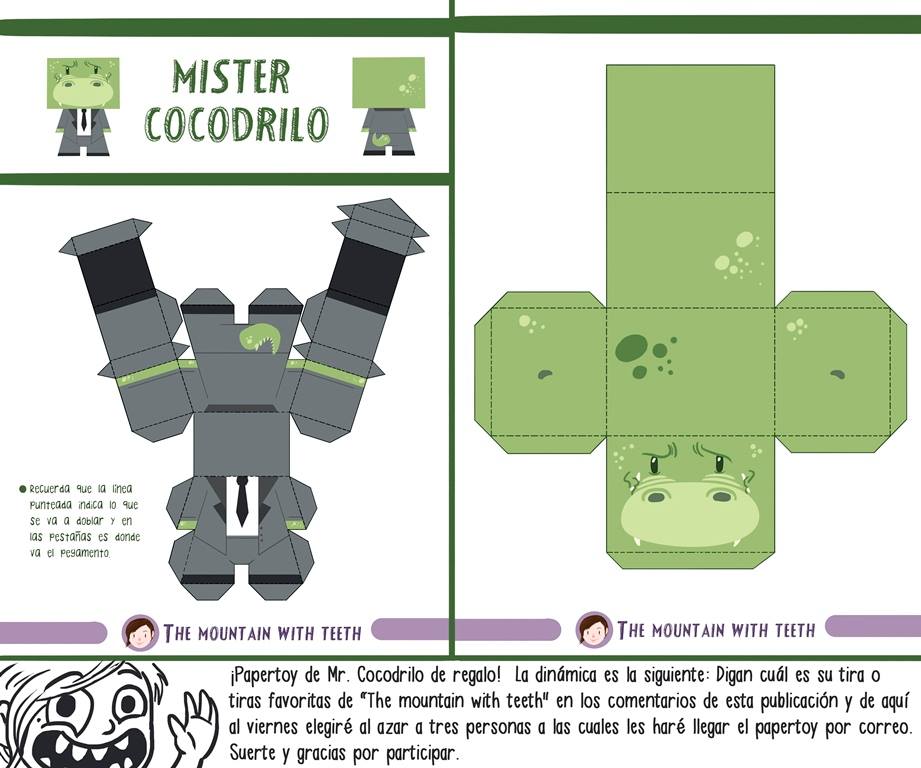 MISTER
COCODRILO
Recuerda que la línea
punteada indica lo que
se va a doblar y en
las pestañas es donde
va el pegamento.
THE MOUNTAIN WITH TEETH
THE MOUNTAIN WITH TEETH
¡Papertoy de Mr. Cocodrilo de regalo! La dinámica es la siguiente: Digan cuál es su tira o
tiras favoritas de "The mountain with teeth" en los comentarios de esta publicación y de aquí
al viernes elegiré al azar a tres personas a las cuales les haré llegar el papertoy por correo.
Suerte y gracias por participar.